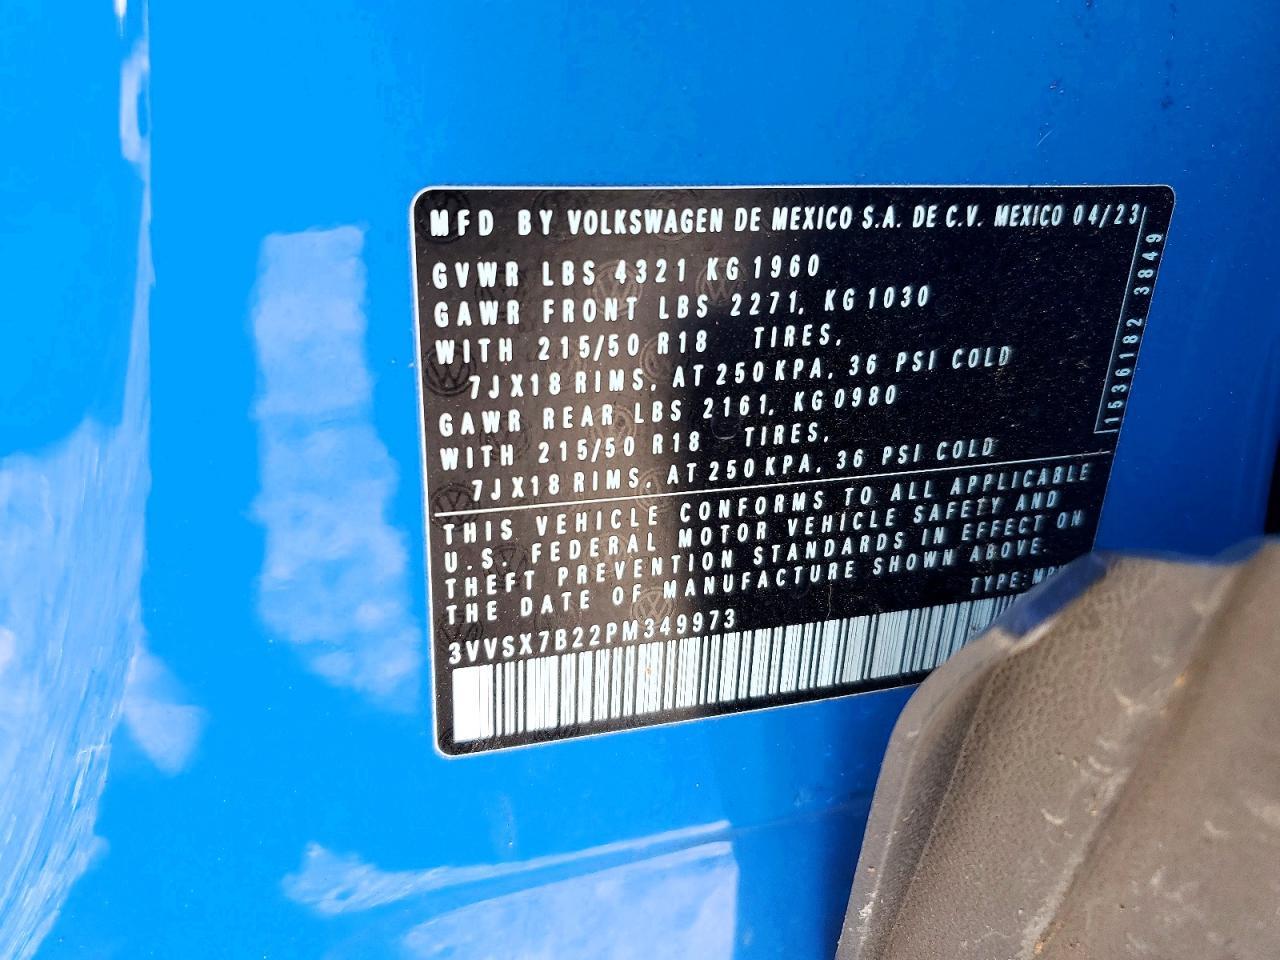 MFD BY VOLKSWAGEN DE MEXICO S.A. DE C.V. MEXICO 04/23
GVWR LBS 4321 KG 1960
GAWR FRONT LBS 2271, KG 1030
WITH 215/50 R18 TIRES,
7JX18 RIMS, AT 250 KPA, 36 PSI COLD
GAWR REAR LBS 2161, KG 0980
WITH 215/50 R18 TIRES,
7JX18 RIMS, AT 250 KPA, 36 PSI COLD
1536182 3849
THIS VEHICLE CONFORMS TO ALL APPLICABLE
U.S. FEDERAL MOTOR VEHICLE SAFETY AND
THEFT PREVENTION STANDARDS IN EFFECT ON
THE DATE OF MANUFACTURE SHOWN ABOVE.
3VVSX7B22PM349973 TYPE: